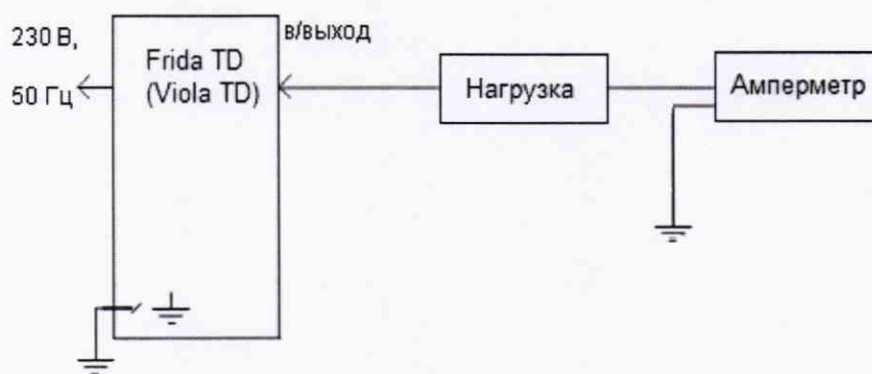 230 В,
50 Гц
Frida TD
(Viola TD)
в/выход
Нагрузка
Амперметр